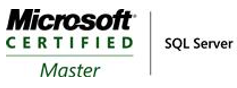 Microsoft®
CERTIFIED
Master
SQL Server